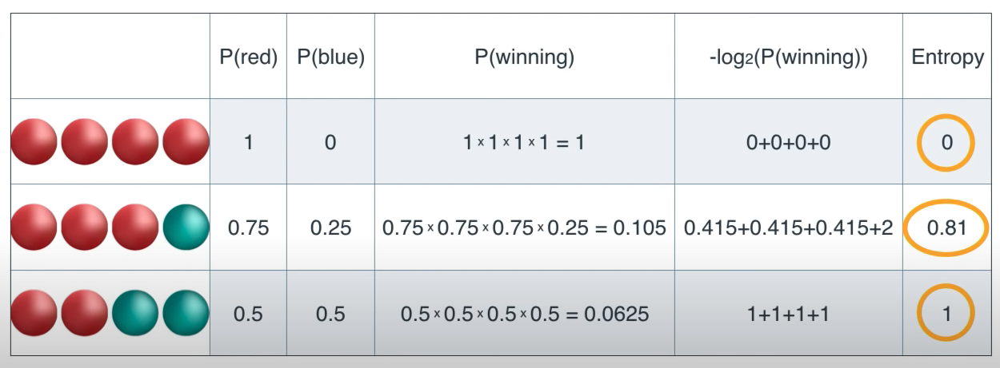 P(red) P(blue) P(winning) -log2(P(winning)) Entropy
1 0 1 x 1 x 1 x 1 = 1 0+0+0+0 0
0.75 0.25 0.75 x 0.75 x 0.75 x 0.25 = 0.105 0.415+0.415+0.415+2 0.81
0.5 0.5 0.5 x 0.5 x 0.5 x 0.5 = 0.0625 1+1+1+1 1